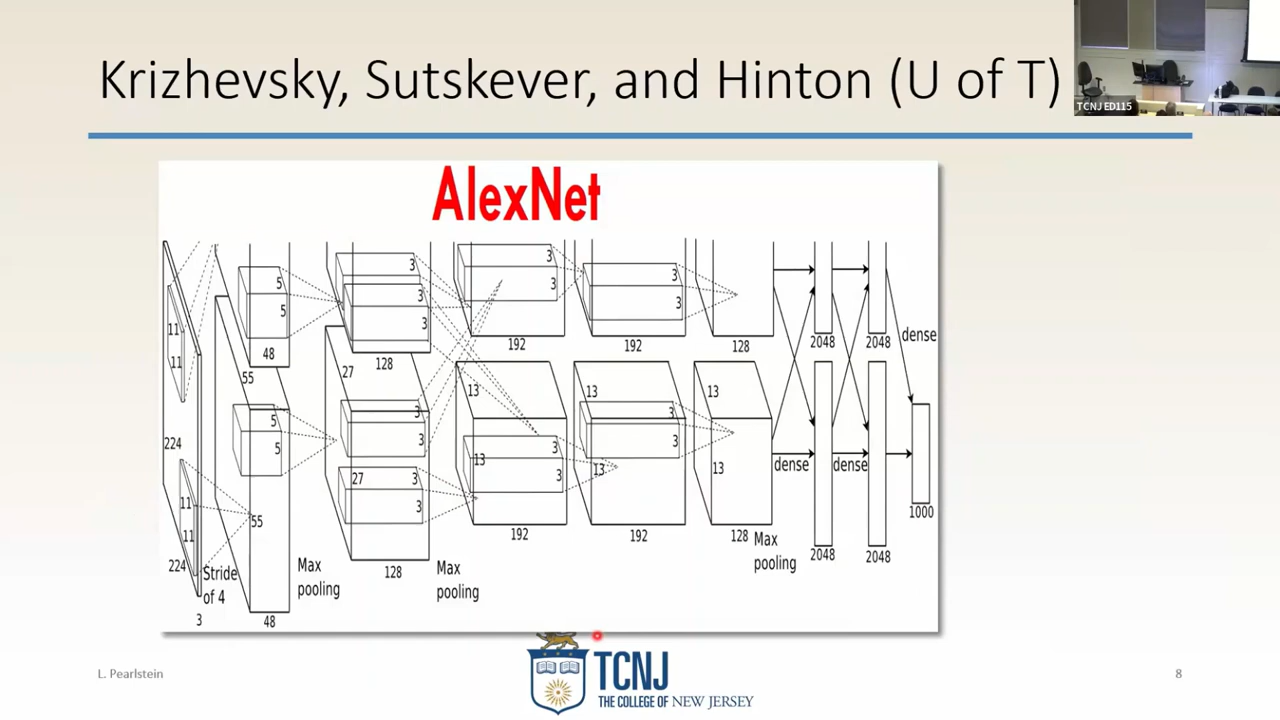 Krizhevsky, Sutskever, and Hinton (U of T)
TCNJ ED115
AlexNet
11
11
224
11
11
224
3
Stride
of 4
5
5
48
55
5
5
55
48
Max
pooling
3
3
3
128
27
3
3
27
3
3
128
Max
pooling
3
3
192
13
3
3
13
192
3
3
192
13
3
3
13
192
128
13
13
128
Max
pooling
dense
2048
2048
dense
dense
2048
2048
dense
1000
L. Pearlstein
TCNJ
THE COLLEGE OF NEW JERSEY
8